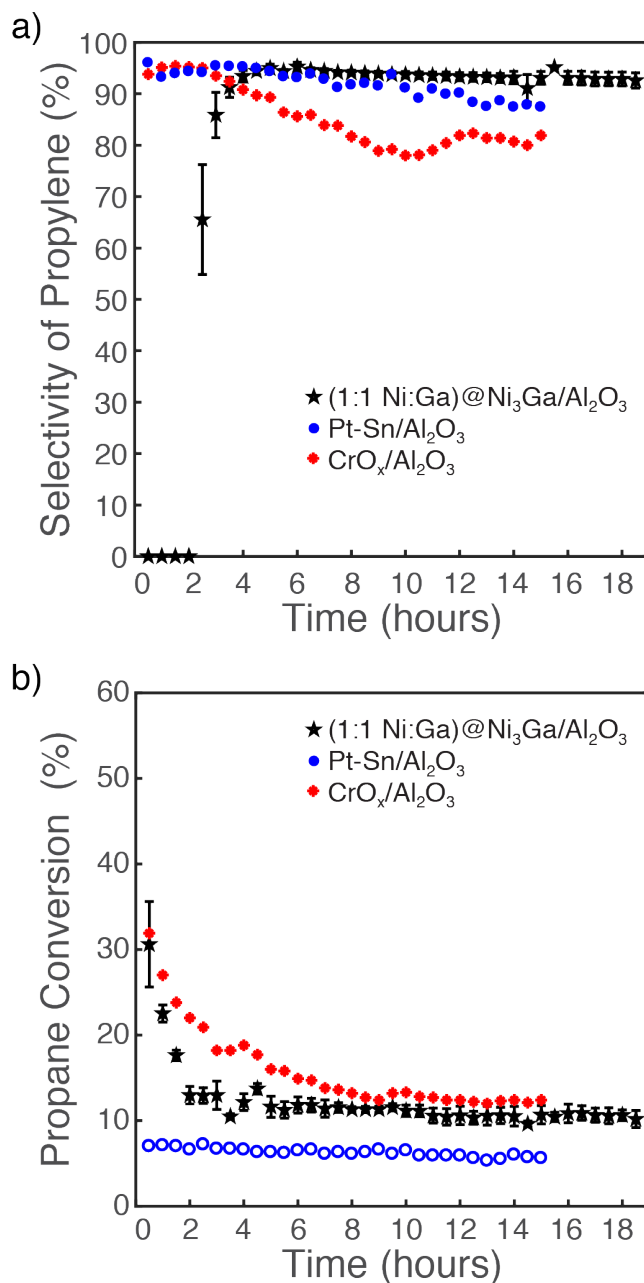 a)
Selectivity of Propylene (%)
100
90
80
70
60
50
40
30
20
10
0
(1:1 Ni:Ga)@Ni₃Ga/Al₂O₃
Pt-Sn/Al₂O₃
CrOₓ/Al₂O₃
0 2 4 6 8 10 12 14 16 18
Time (hours)
b)
Propane Conversion (%)
60
50
40
30
20
10
0
(1:1 Ni:Ga)@Ni₃Ga/Al₂O₃
Pt-Sn/Al₂O₃
CrOₓ/Al₂O₃
0 2 4 6 8 10 12 14 16 18
Time (hours)